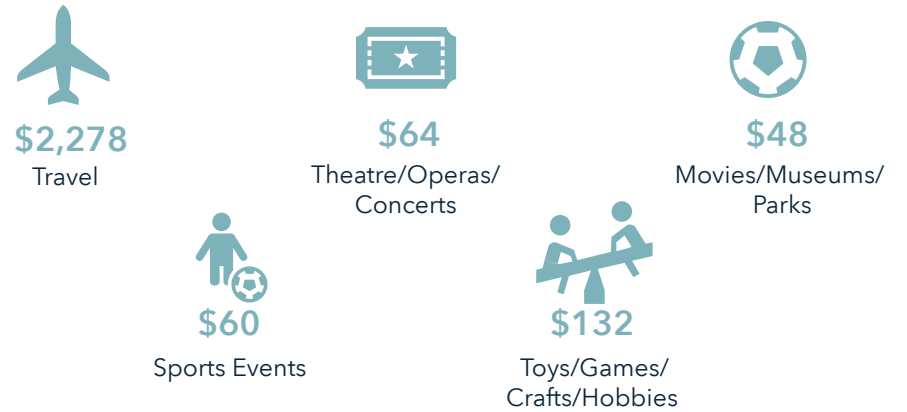 $2,278
Travel
$64
Theatre/Operas/
Concerts
$48
Movies/Museums/
Parks
$60
Sports Events
$132
Toys/Games/
Crafts/Hobbies